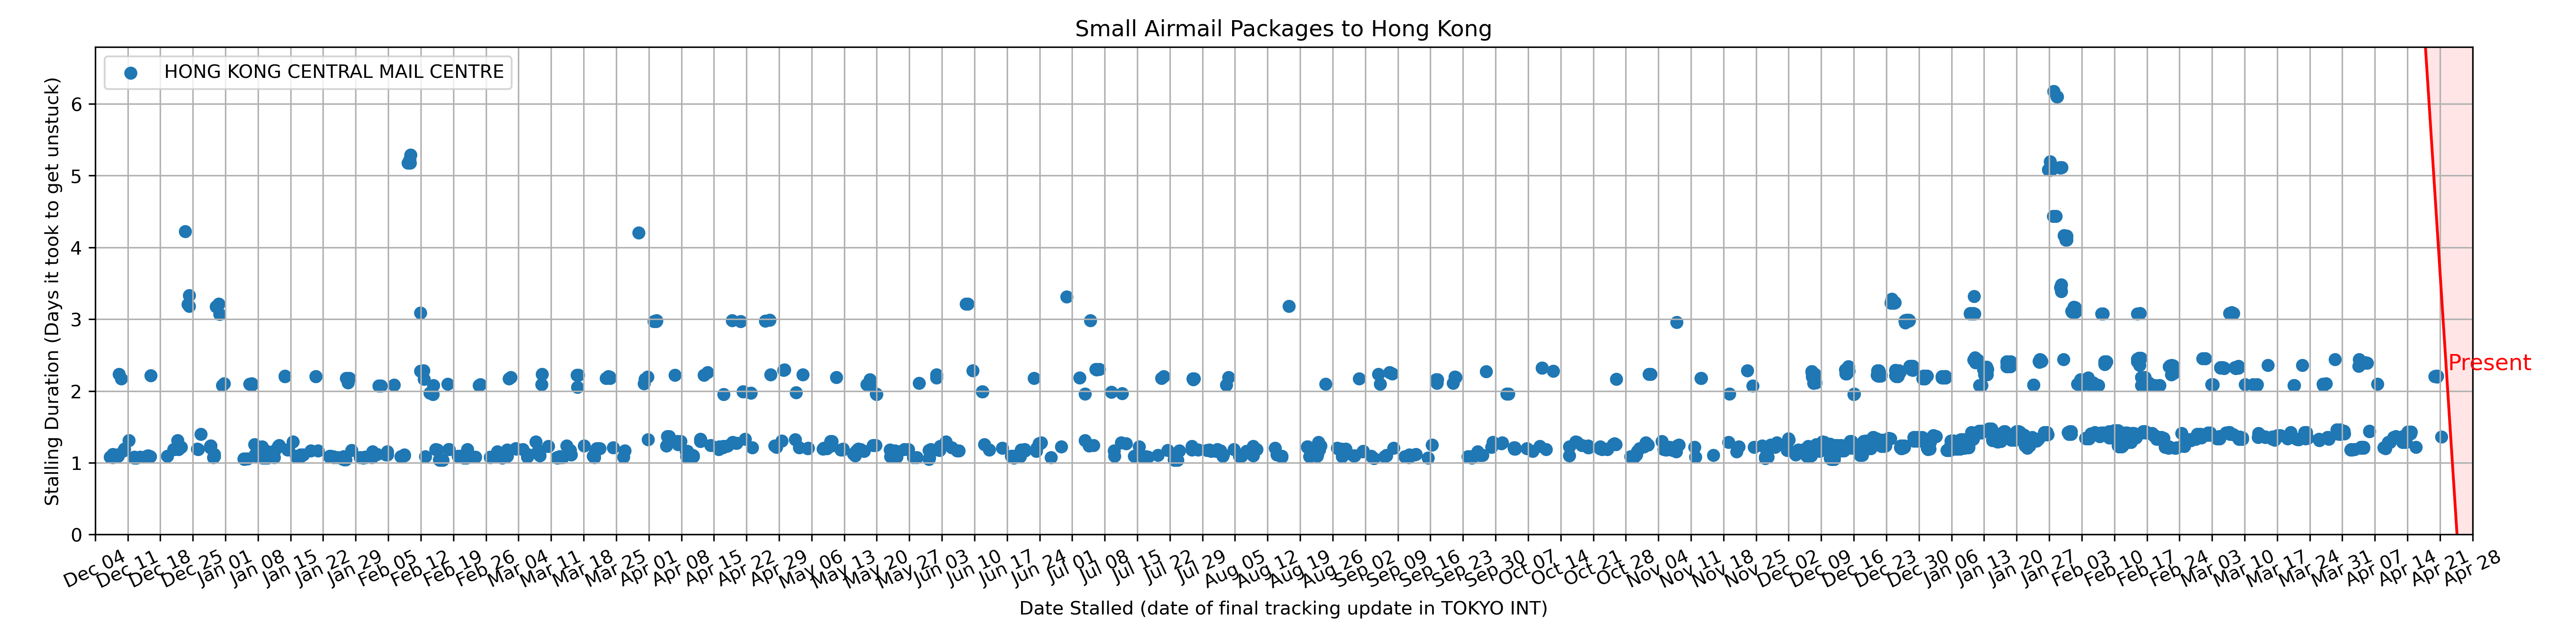 Small Airmail Packages to Hong Kong
HONG KONG CENTRAL MAIL CENTRE
Stalling Duration (Days it took to get unstuck)
6
5
4
3
2
1
0
Present
Dec 04 Dec 11 Dec 18 Dec 25 Jan 01 Jan 08 Jan 15 Jan 22 Jan 29 Feb 05 Feb 12 Feb 19 Feb 26 Mar 04 Mar 11 Mar 18 Mar 25 Apr 01 Apr 08 Apr 15 Apr 22 Apr 29 May 06 May 13 May 20 May 27 Jun 03 Jun 10 Jun 17 Jun 24 Jul 01 Jul 08 Jul 15 Jul 22 Jul 29 Aug 05 Aug 12 Aug 19 Aug 26 Sep 02 Sep 09 Sep 16 Sep 23 Sep 30 Oct 07 Oct 14 Oct 21 Oct 28 Nov 04 Nov 11 Nov 18 Nov 25 Dec 02 Dec 09 Dec 16 Dec 23 Dec 30 Jan 06 Jan 13 Jan 20 Jan 27 Feb 03 Feb 10 Feb 17 Feb 24 Mar 03 Mar 10 Mar 17 Mar 24 Mar 31 Apr 07 Apr 14 Apr 21 Apr 28
Date Stalled (date of final tracking update in TOKYO INT)